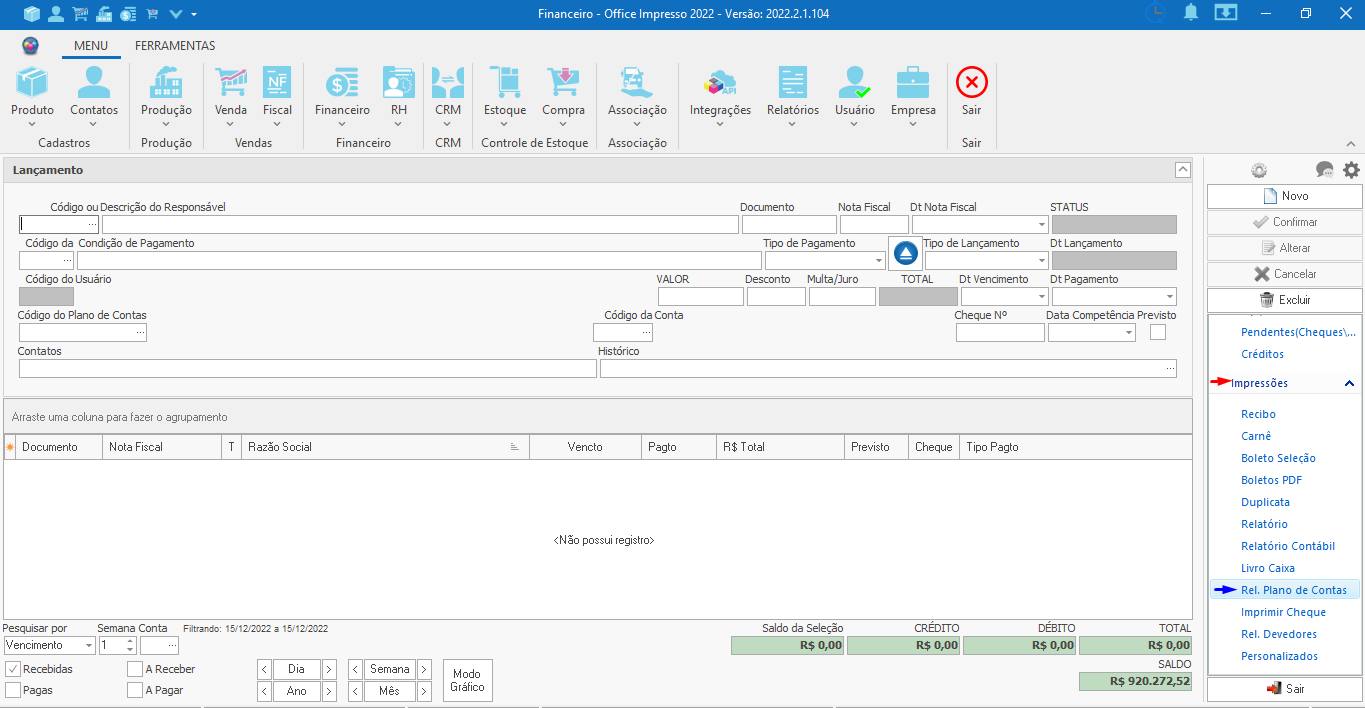 Financeiro - Office Impresso 2022 - Versão: 2022.2.1.104
MENU FERRAMENTAS
Produto Contatos Produção Venda Fiscal Financeiro RH CRM Estoque Compra Associação Integrações Relatórios Usuário Empresa Sair
Cadastros Produção Vendas Financeiro CRM Controle de Estoque Associação Sair
Lançamento
Código ou Descrição do Responsável Documento Nota Fiscal Dt Nota Fiscal STATUS
Código da Condição de Pagamento Tipo de Pagamento Tipo de Lançamento Dt Lançamento
Código do Usuário VALOR Desconto Multa/Juro TOTAL Dt Vencimento Dt Pagamento
Código do Plano de Contas Código da Conta Cheque Nº Data Competência Previsto
Contatos Histórico
Arraste uma coluna para fazer o agrupamento
Documento Nota Fiscal T Razão Social Vencto Pagto R$ Total Previsto Cheque Tipo Pagto
<Não possui registro>
Pesquisar por Semana Conta Filtrando: 15/12/2022 a 15/12/2022
Vencimento 1
Saldo da Seleção CRÉDITO DÉBITO TOTAL
R$ 0,00 R$ 0,00 R$ 0,00 R$ 0,00
Recebidas A Receber < Dia > < Semana > Modo Gráfico
Pagas A Pagar < Ano > < Mês >
SALDO
R$ 920.272,52
Novo
Confirmar
Alterar
Cancelar
Excluir
Pendentes(Cheques\...
Créditos
Impressões
Recibo
Carnê
Boleto Seleção
Boletos PDF
Duplicata
Relatório
Relatório Contábil
Livro Caixa
Rel. Plano de Contas
Imprimir Cheque
Rel. Devedores
Personalizados
Sair